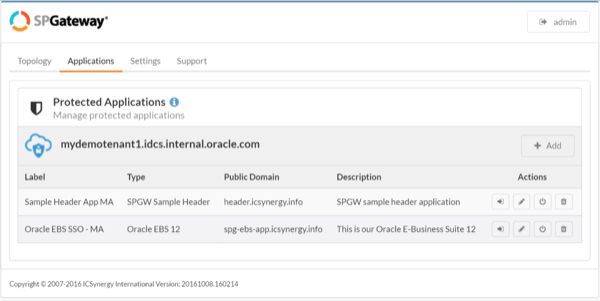 SPGateway
admin
Topology Applications Settings Support
Protected Applications
Manage protected applications
mydemotenant1.idcs.internal.oracle.com
Add
Label Type Public Domain Description Actions
Sample Header App MA SPGW Sample Header header.icsynergy.info SPGW sample header application
Oracle EBS SSO - MA Oracle EBS 12 spg-ebs-app.icsynergy.info This is our Oracle E-Business Suite 12
Copyright © 2007-2016 ICSynergy International Version: 20161008.160214